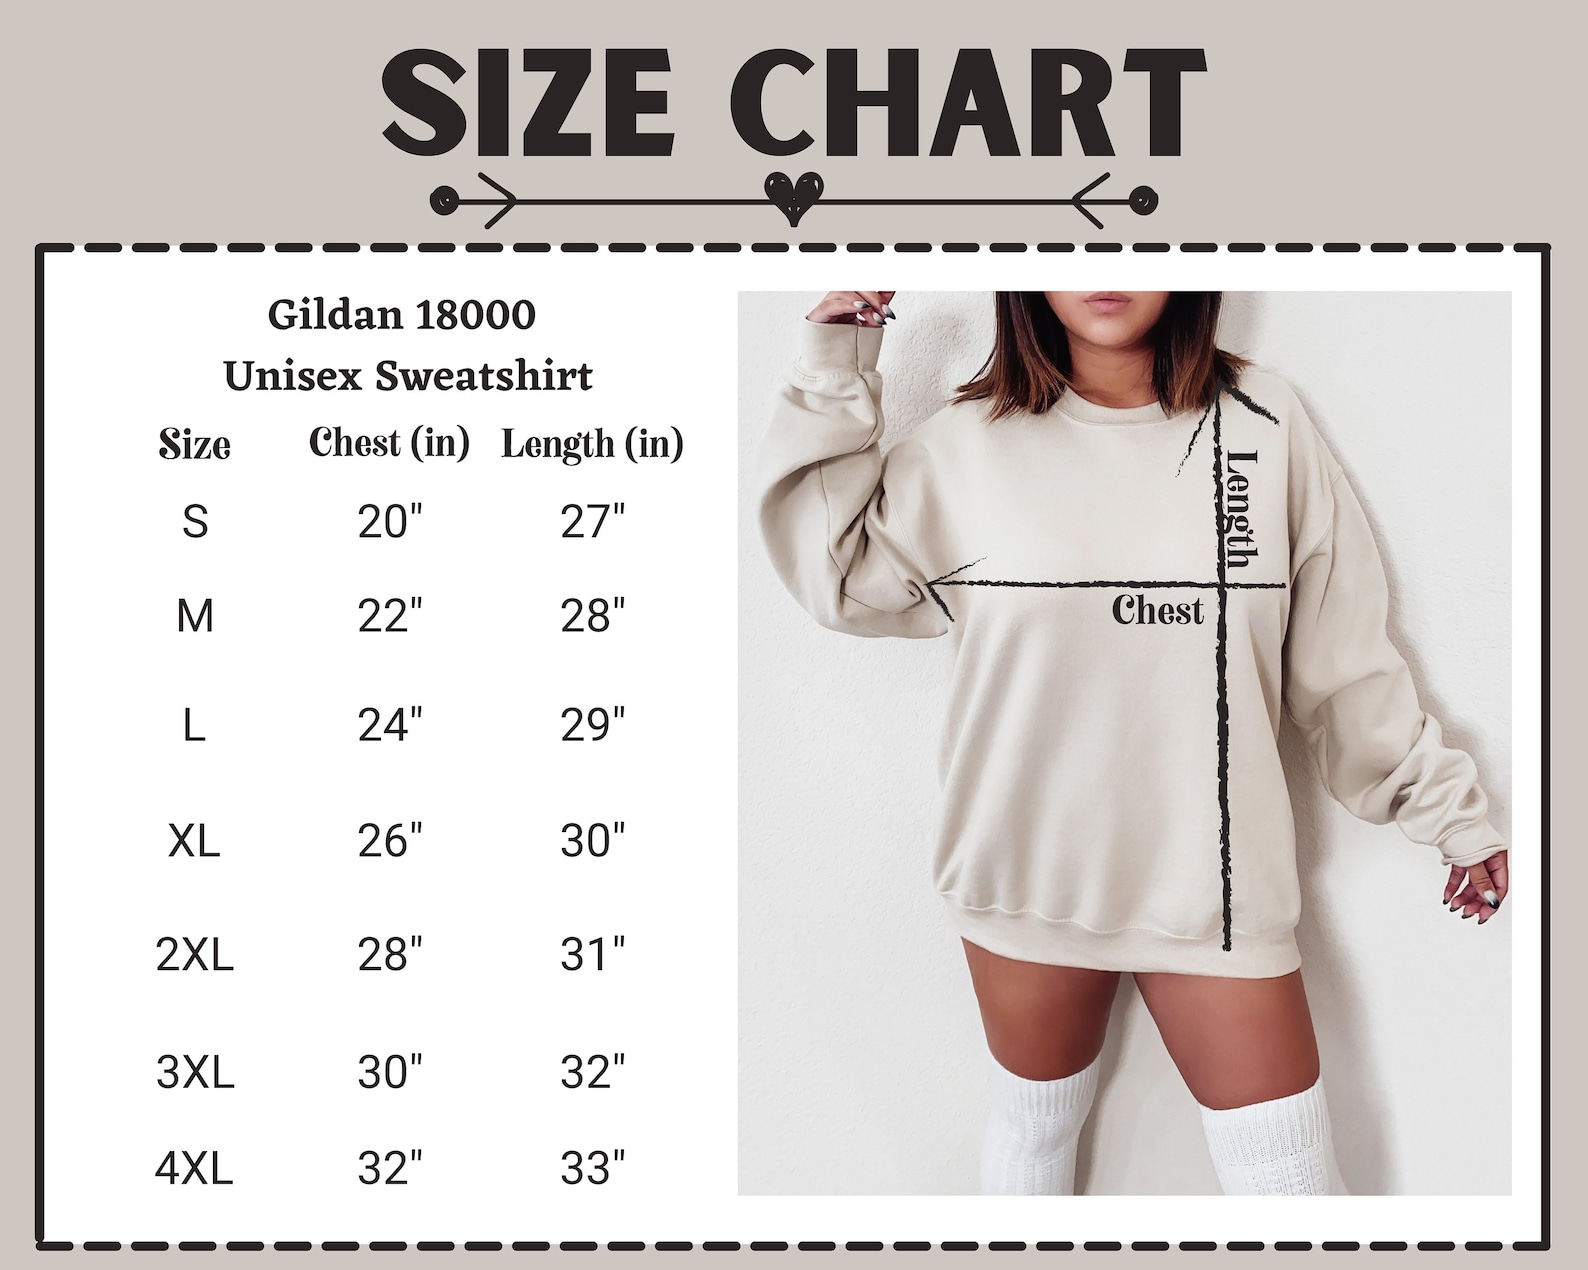 SIZE CHART
Gildan 18000
Unisex Sweatshirt
Size Chest (in) Length (in)
S 20" 27"
M 22" 28"
L 24" 29"
XL 26" 30"
2XL 28" 31"
3XL 30" 32"
4XL 32" 33"
Length
Chest